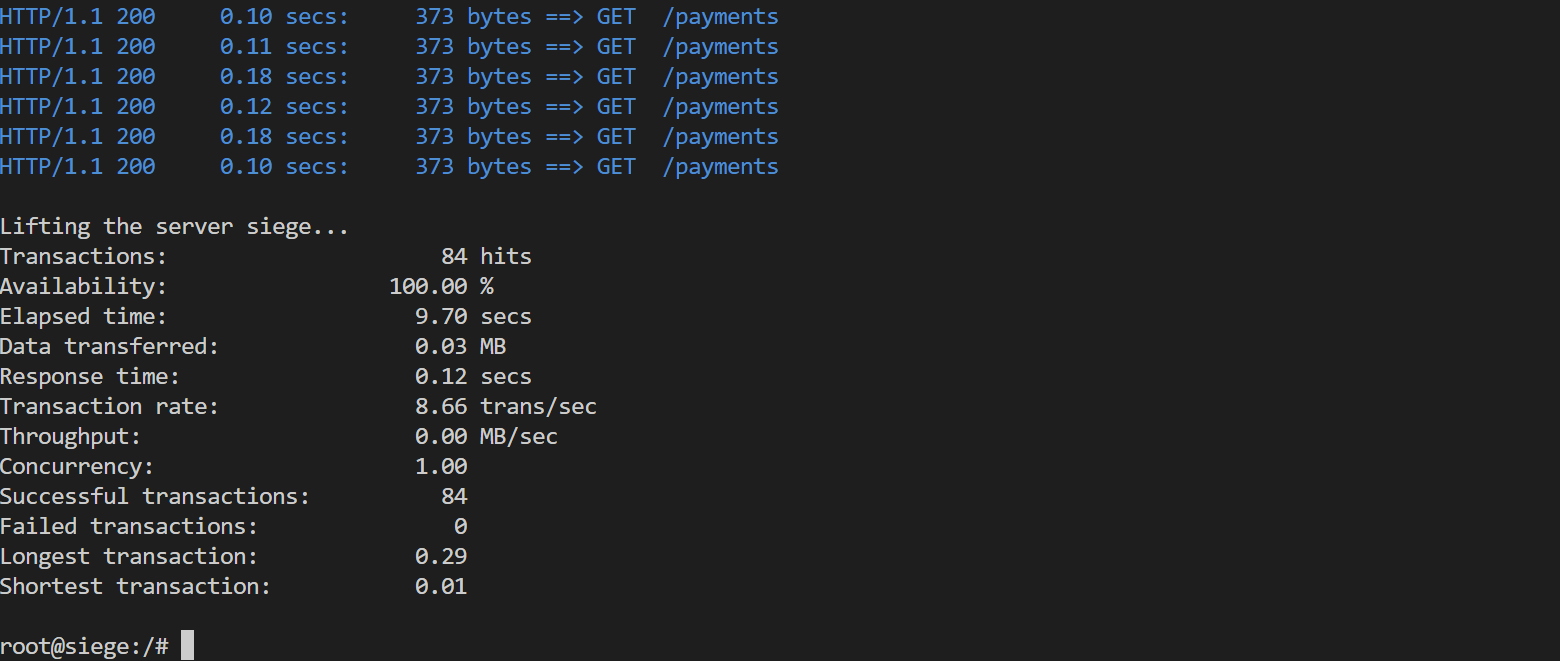 HTTP/1.1 200     0.10 secs:     373 bytes ==> GET  /payments
HTTP/1.1 200     0.11 secs:     373 bytes ==> GET  /payments
HTTP/1.1 200     0.18 secs:     373 bytes ==> GET  /payments
HTTP/1.1 200     0.12 secs:     373 bytes ==> GET  /payments
HTTP/1.1 200     0.18 secs:     373 bytes ==> GET  /payments
HTTP/1.1 200     0.10 secs:     373 bytes ==> GET  /payments
Lifting the server siege...
Transactions:                     84 hits
Availability:                 100.00 %
Elapsed time:                   9.70 secs
Data transferred:               0.03 MB
Response time:                  0.12 secs
Transaction rate:               8.66 trans/sec
Throughput:                     0.00 MB/sec
Concurrency:                    1.00
Successful transactions:          84
Failed transactions:               0
Longest transaction:            0.29
Shortest transaction:           0.01
root@siege:/#